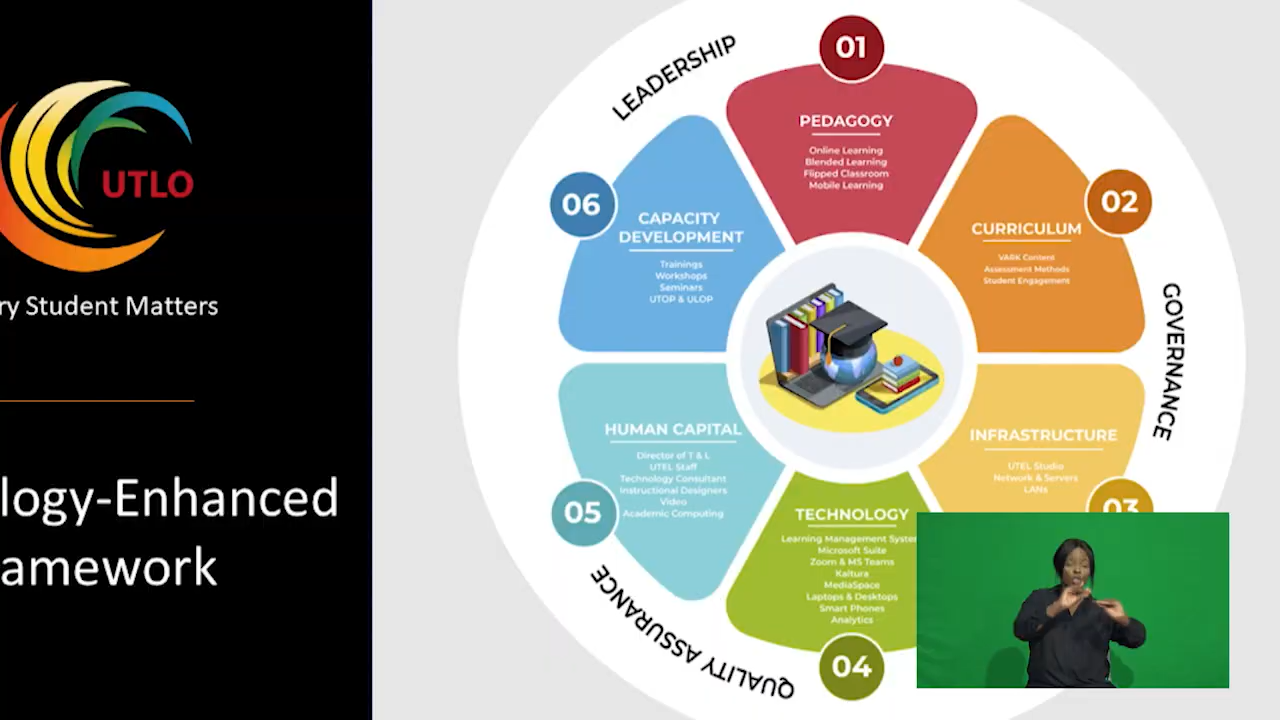 UTLO
ry Student Matters
logy-Enhanced
amework
LEADERSHIP
GOVERNANCE
QUALITY ASSURANCE
01
PEDAGOGY
Online Learning
Blended Learning
Flipped Classroom
Mobile Learning
02
CURRICULUM
VARK Content
Assessment Methods
Student Engagement
INFRASTRUCTURE
UTEL Studio
Network & Servers
LANs
03
TECHNOLOGY
Learning Management System
Microsoft Suite
Zoom & MS Teams
Kaltura
MediaSpace
Laptops & Desktops
Smart Phones
Analytics
04
HUMAN CAPITAL
Director of T & L
UTEL Staff
Technology Consultant
Instructional Designers
Video
Academic Computing
05
06
CAPACITY
DEVELOPMENT
Trainings
Workshops
Seminars
UTOP & ULOP